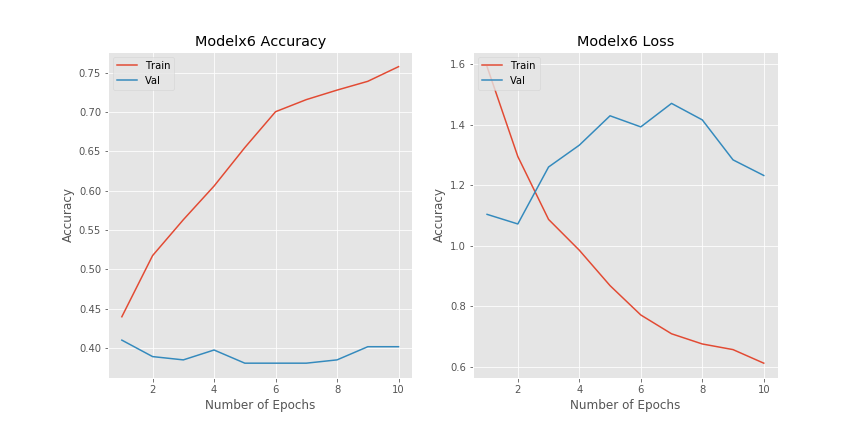 Modelx6 Accuracy
Train
Val
0.75
0.70
0.65
0.60
0.55
0.50
0.45
0.40
Accuracy
2
4
6
8
10
Number of Epochs
Modelx6 Loss
Train
Val
1.6
1.4
1.2
1.0
0.8
0.6
Accuracy
2
4
6
8
10
Number of Epochs